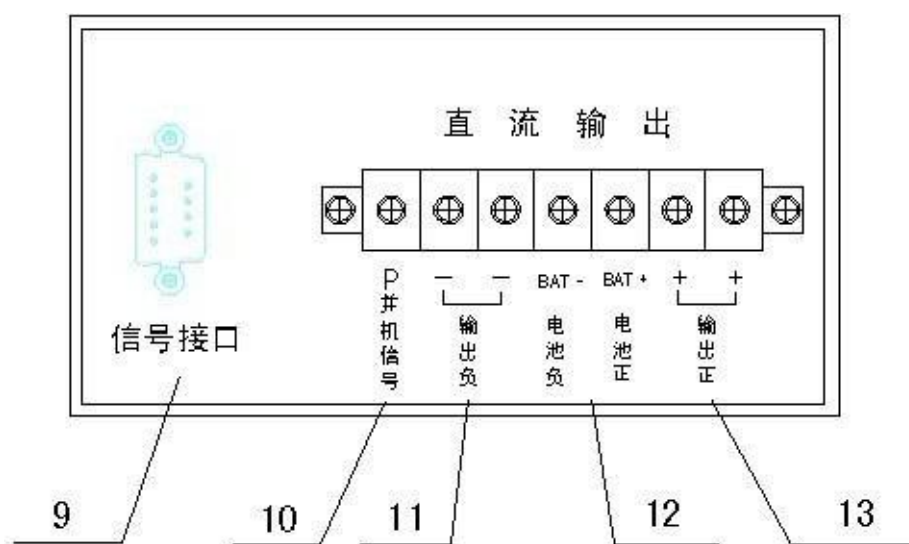 直流输出
P并机信号
— —
输出负
BAT -
电池负
BAT +
电池正
+ +
输出正
信号接口
9
10
11
12
13